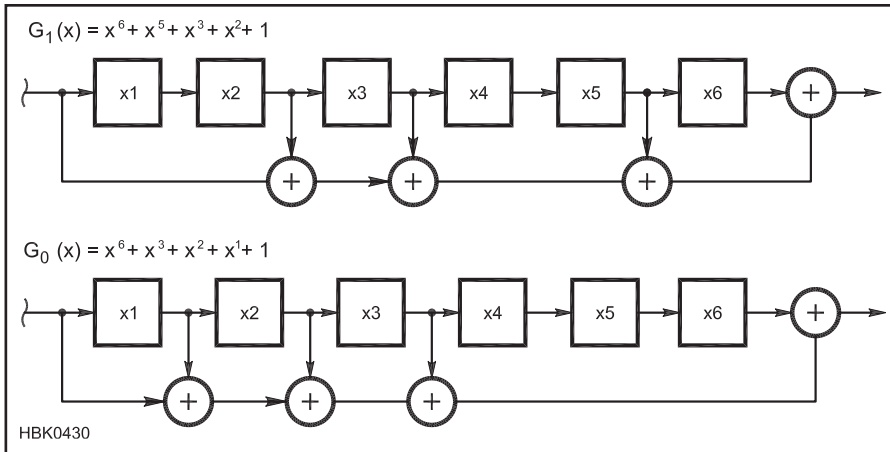 G₁(x) = x⁶ + x⁵ + x³ + x² + 1
x1 x2 x3 x4 x5 x6 +
+ + +
G₀ (x) = x⁶ + x³ + x² + x¹ + 1
x1 x2 x3 x4 x5 x6 +
+ + +
HBK0430